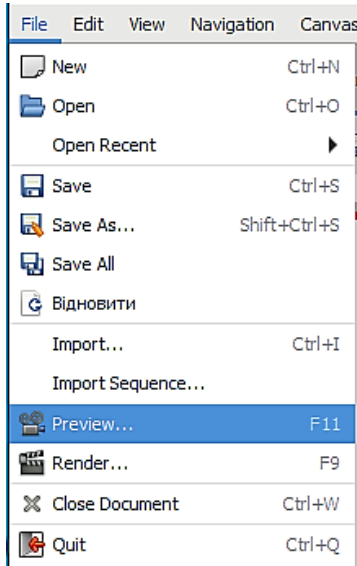 File Edit View Navigation Canvas
New Ctrl+N
Open Ctrl+O
Open Recent
Save Ctrl+S
Save As... Shift+Ctrl+S
Save All
Відновити
Import... Ctrl+I
Import Sequence...
Preview... F11
Render... F9
Close Document Ctrl+W
Quit Ctrl+Q